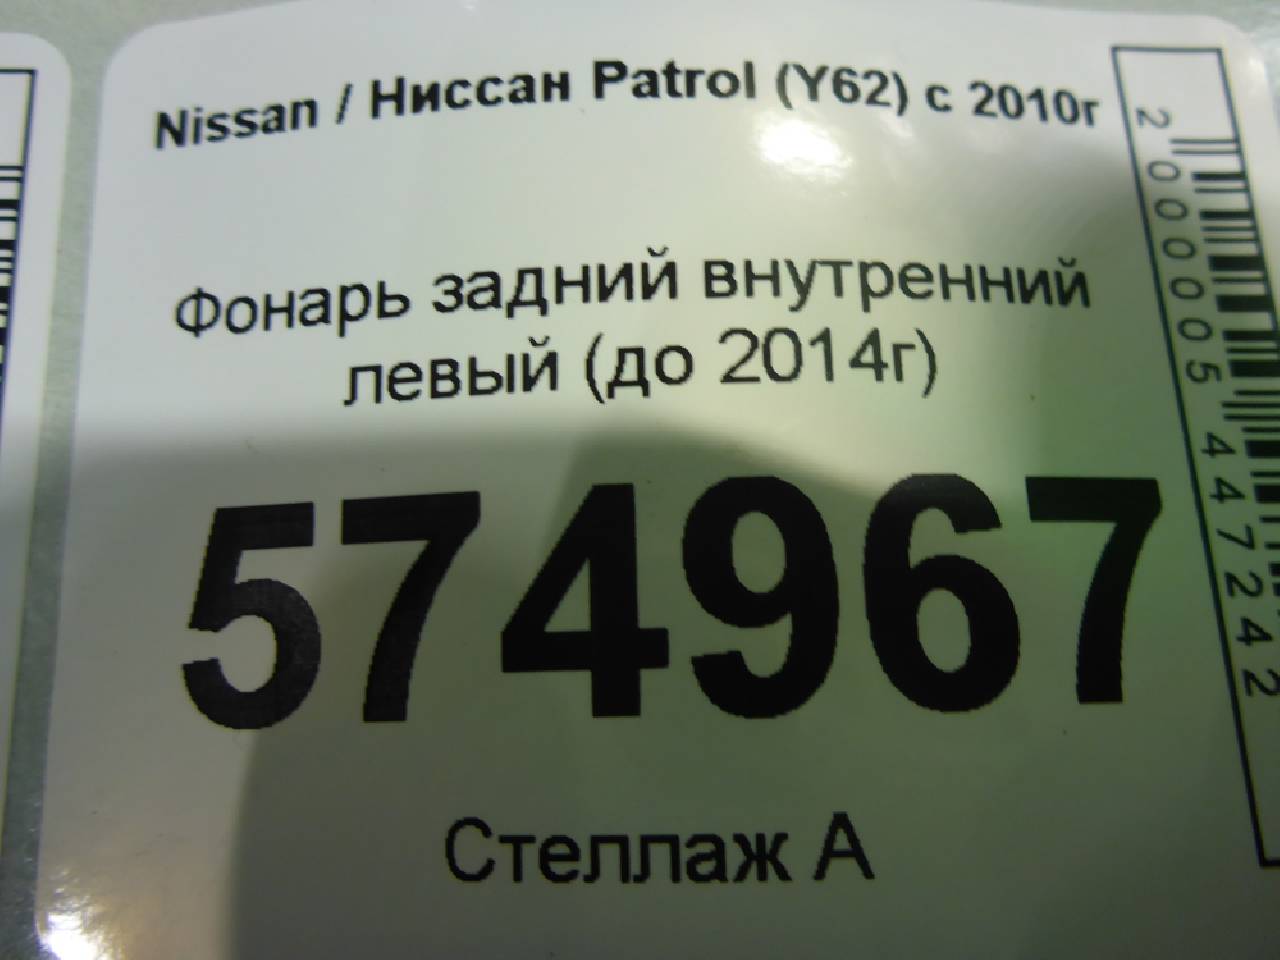 Nissan / Ниссан Patrol (Y62) с 2010г
Фонарь задний внутренний
левый (до 2014г)
574967
Стеллаж А
2000005447242